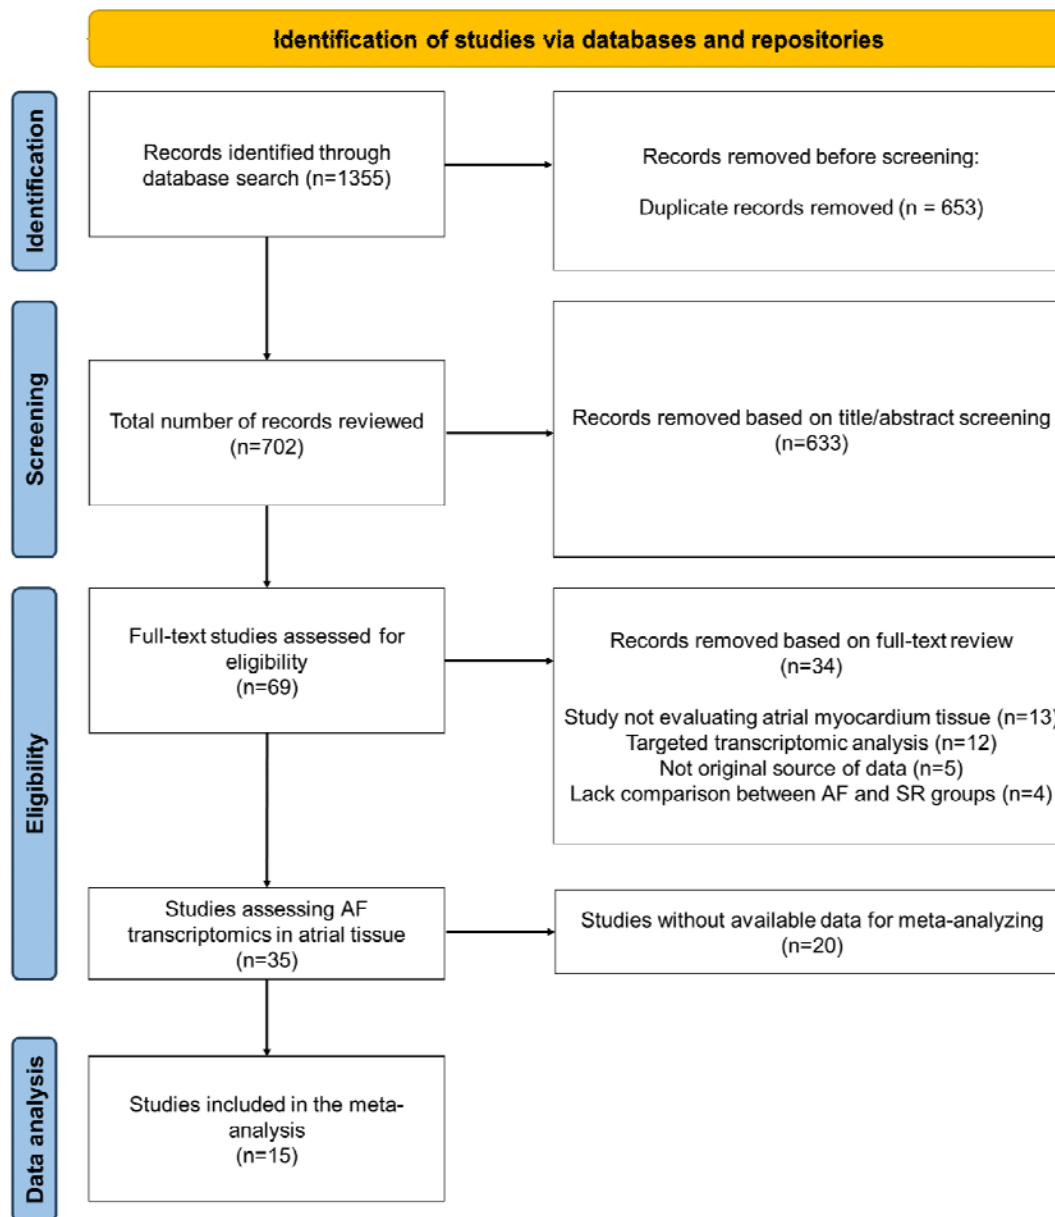 Identification of studies via databases and repositories
Identification
Records identified through
database search (n=1355)
Records removed before screening:
Duplicate records removed (n = 653)
Screening
Total number of records reviewed
(n=702)
Records removed based on title/abstract screening
(n=633)
Eligibility
Full-text studies assessed for
eligibility
(n=69)
Records removed based on full-text review
(n=34)
Study not evaluating atrial myocardium tissue (n=13)
Targeted transcriptomic analysis (n=12)
Not original source of data (n=5)
Lack comparison between AF and SR groups (n=4)
Studies assessing AF
transcriptomics in atrial tissue
(n=35)
Studies without available data for meta-analyzing
(n=20)
Data analysis
Studies included in the meta-
analysis
(n=15)